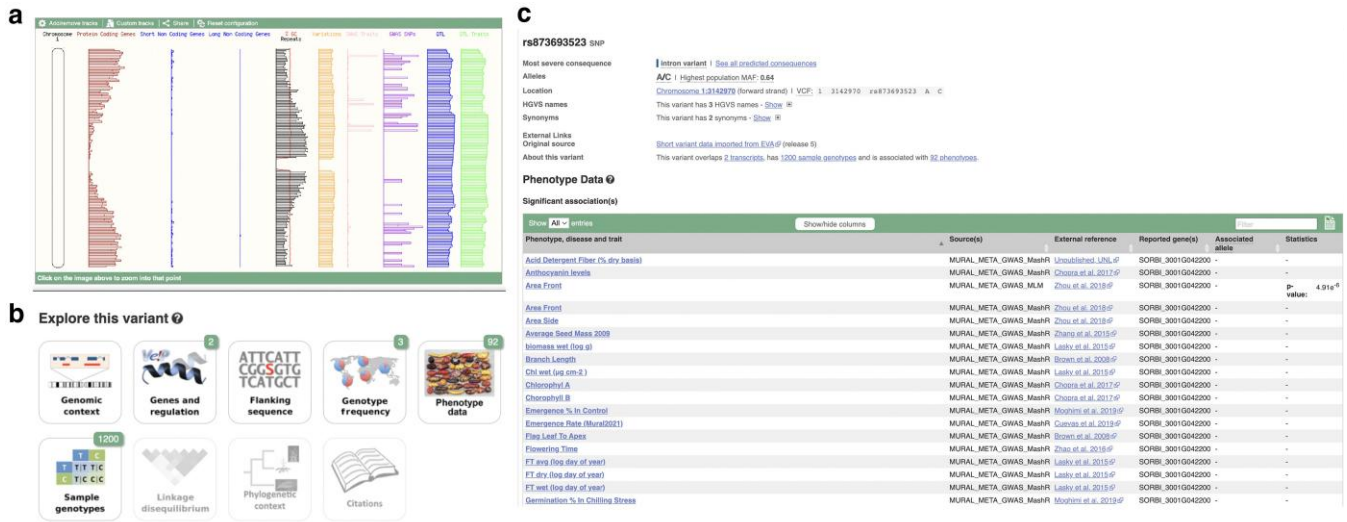 a
Add/remove tracks | Custom tracks | Share | Reset configuration
Chromosome 1 Protein Coding Genes Short Non Coding Genes Long Non Coding Genes Repeats Variations GWAS SNPs QTL QTL Traits
Click on the image above to zoom into that point
b
Explore this variant
2
3
92
Genomic context
Genes and regulation
ATTCATT
CGGSGTG
TCATGCT
Flanking sequence
Genotype frequency
Phenotype data
1200
T C
T T|T T|C
C T|C C|C
Sample genotypes
Linkage disequilibrium
Phylogenetic context
Citations
c
rs873693523 SNP
Most severe consequence intron variant | See all predicted consequences
Alleles A/C | Highest population MAF: 0.64
Location Chromosome 1:3142970 (forward strand) | VCF: 1 3142970 rs873693523 A C
HGVS names This variant has 3 HGVS names - Show
Synonyms This variant has 2 synonyms - Show
External Links
Original source Short variant data imported from EVA (release 5)
About this variant This variant overlaps 2 transcripts, has 1200 sample genotypes and is associated with 92 phenotypes.
Phenotype Data
Significant association(s)
Show All entries Show/hide columns Filter
Phenotype, disease and trait Source(s) External reference Reported gene(s) Associated allele Statistics
Acid Detergent Fiber (% dry basis) MURAL_META_GWAS_MashR Unpublished, UNL SORBI_3001G042200 - -
Anthocyanin levels MURAL_META_GWAS_MashR Chopra et al. 2017 SORBI_3001G042200 - -
Area Front MURAL_META_GWAS_MLM Zhou et al. 2018 SORBI_3001G042200 - p-value: 4.91e-6
Area Front MURAL_META_GWAS_MashR Zhou et al. 2018 SORBI_3001G042200 - -
Area Side MURAL_META_GWAS_MashR Zhou et al. 2018 SORBI_3001G042200 - -
Average Seed Mass 2009 MURAL_META_GWAS_MashR Zhang et al. 2015 SORBI_3001G042200 - -
biomass wet (log g) MURAL_META_GWAS_MashR Lasky et al. 2015 SORBI_3001G042200 - -
Branch Length MURAL_META_GWAS_MashR Brown et al. 2008 SORBI_3001G042200 - -
Chl wet (µg cm-2 ) MURAL_META_GWAS_MashR Lasky et al. 2015 SORBI_3001G042200 - -
Chlorophyl A MURAL_META_GWAS_MashR Chopra et al. 2017 SORBI_3001G042200 - -
Chorophyll B MURAL_META_GWAS_MashR Chopra et al. 2017 SORBI_3001G042200 - -
Emergence % In Control MURAL_META_GWAS_MashR Moghimi et al. 2019 SORBI_3001G042200 - -
Emergence Rate (Mural2021) MURAL_META_GWAS_MashR Cuevas et al. 2019 SORBI_3001G042200 - -
Flag Leaf To Apex MURAL_META_GWAS_MashR Brown et al. 2008 SORBI_3001G042200 - -
Flowering Time MURAL_META_GWAS_MashR Zhao et al. 2016 SORBI_3001G042200 - -
FT avg (log day of year) MURAL_META_GWAS_MashR Lasky et al. 2015 SORBI_3001G042200 - -
FT dry (log day of year) MURAL_META_GWAS_MashR Lasky et al. 2015 SORBI_3001G042200 - -
FT wet (log day of year) MURAL_META_GWAS_MashR Lasky et al. 2015 SORBI_3001G042200 - -
Germination % In Chilling Stress MURAL_META_GWAS_MashR Moghimi et al. 2019 SORBI_3001G042200 - -